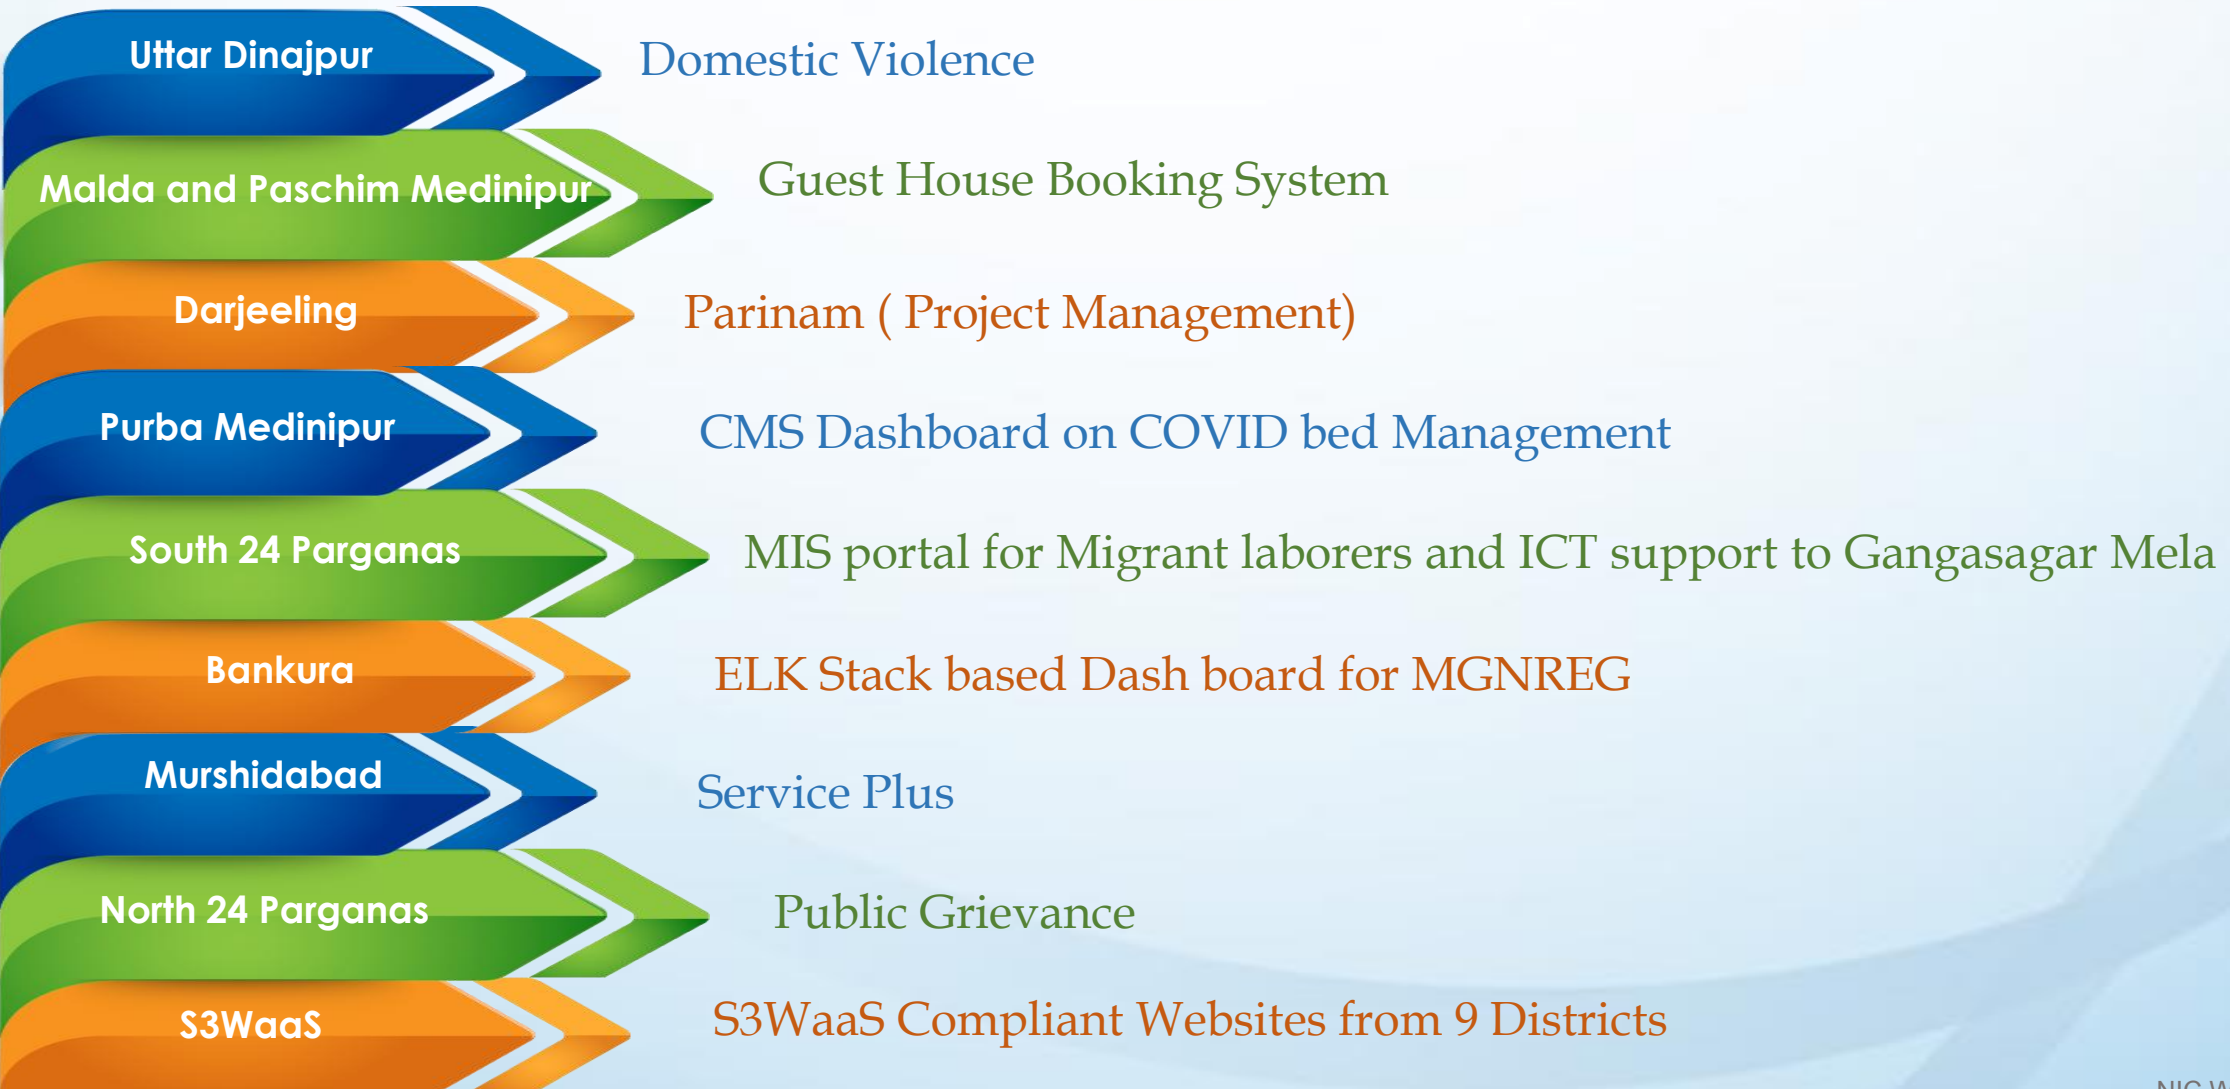 Uttar Dinajpur Domestic Violence
Malda and Paschim Medinipur Guest House Booking System
Darjeeling Parinam ( Project Management)
Purba Medinipur CMS Dashboard on COVID bed Management
South 24 Parganas MIS portal for Migrant laborers and ICT support to Gangasagar Mela
Bankura ELK Stack based Dash board for MGNREG
Murshidabad Service Plus
North 24 Parganas Public Grievance
S3WaaS S3WaaS Compliant Websites from 9 Districts
NIC